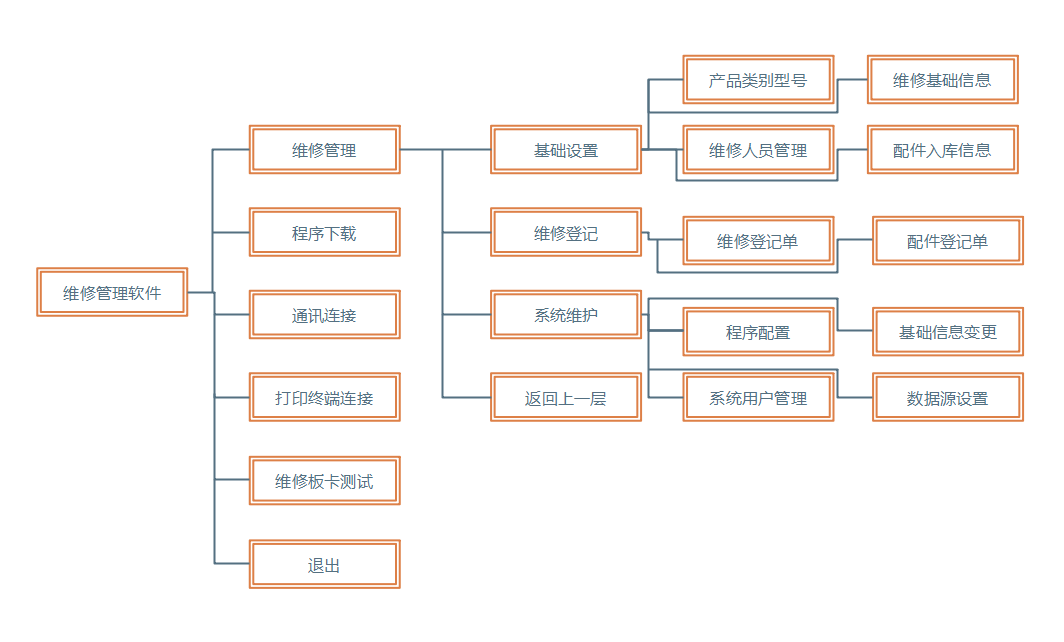 维修管理软件
维修管理
程序下载
通讯连接
打印终端连接
维修板卡测试
退出
基础设置
维修登记
系统维护
返回上一层
产品类别型号
维修基础信息
维修人员管理
配件入库信息
维修登记单
配件登记单
程序配置
基础信息变更
系统用户管理
数据源设置